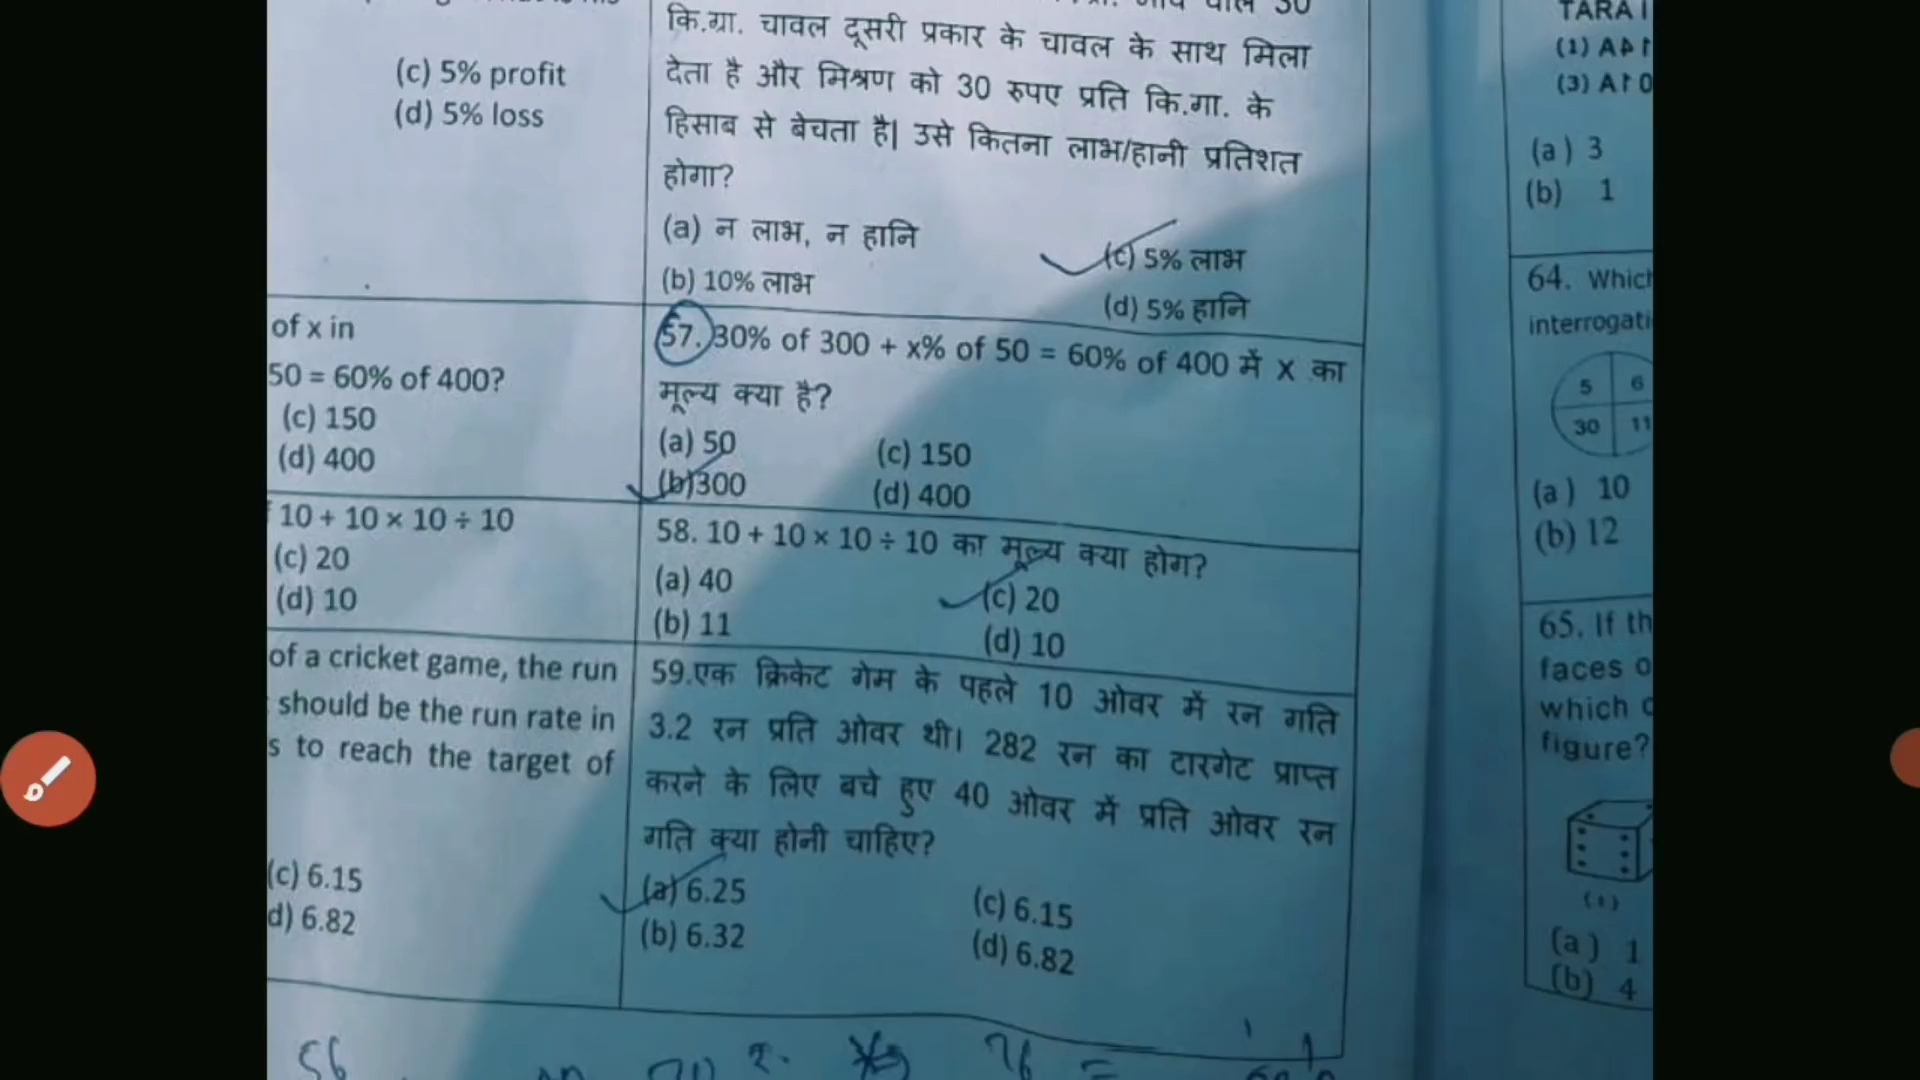 (c) 5% profit
(d) 5% loss
of x in
50 = 60% of 400?
(c) 150
(d) 400
10 + 10 × 10 ÷ 10
(c) 20
(d) 10
of a cricket game, the run
should be the run rate in
s to reach the target of
(c) 6.15
d) 6.82
कि.ग्रा. चावल दूसरी प्रकार के चावल के साथ मिला
देता है और मिश्रण को 30 रुपए प्रति कि.गा. के
हिसाब से बेचता है| उसे कितना लाभ/हानी प्रतिशत
होगा?
(a) न लाभ, न हानि
(b) 10% लाभ
(c) 5% लाभ
(d) 5% हानि
57. 30% of 300 + x% of 50 = 60% of 400 में x का
मूल्य क्या है?
(a) 50
(b) 300
(c) 150
(d) 400
58. 10 + 10 × 10 ÷ 10 का मूल्य क्या होग?
(a) 40
(b) 11
(c) 20
(d) 10
59.एक क्रिकेट गेम के पहले 10 ओवर में रन गति
3.2 रन प्रति ओवर थी। 282 रन का टारगेट प्राप्त
करने के लिए बचे हुए 40 ओवर में प्रति ओवर रन
गति क्या होनी चाहिए?
(a) 6.25
(b) 6.32
(c) 6.15
(d) 6.82
56
TARA
(1)
(3)
(a) 3
(b) 1
64. Which
interrogati
5 6
30 11
(a) 10
(b) 12
65. If th
faces o
which
figure?
(1)
(a) 1
(b) 4